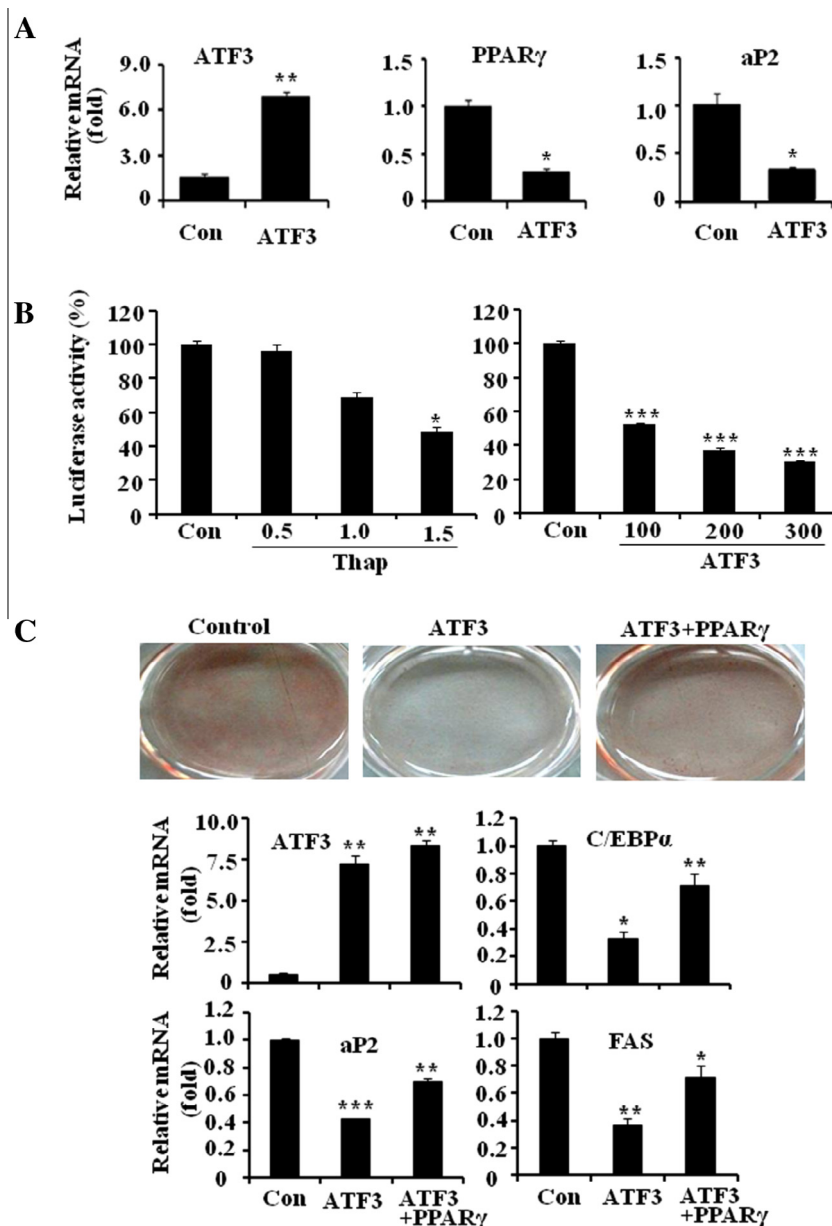 A
ATF3
PPARγ
aP2
Relative mRNA
(fold)
9.0
6.0
3.0
0
**
Con
ATF3
1.5
1.0
0.5
0
*
Con
ATF3
1.5
1.0
0.5
0
*
Con
ATF3
B
Luciferase activity (%)
120
100
80
60
40
20
0
*
Con
0.5
1.0
1.5
Thap
120
100
80
60
40
20
0
***
***
***
Con
100
200
300
ATF3
C
Control
ATF3
ATF3+PPARγ
Relative mRNA
(fold)
10.0
7.5
5.0
2.5
0
ATF3
**
**
1.2
1.0
0.8
0.6
0.4
0.2
0
C/EBPα
*
**
Relative mRNA
(fold)
1.2
1.0
0.8
0.6
0.4
0.2
0
aP2
***
**
Con
ATF3
ATF3
+PPARγ
1.2
1.0
0.8
0.6
0.4
0.2
0
FAS
**
*
Con
ATF3
ATF3
+PPARγ